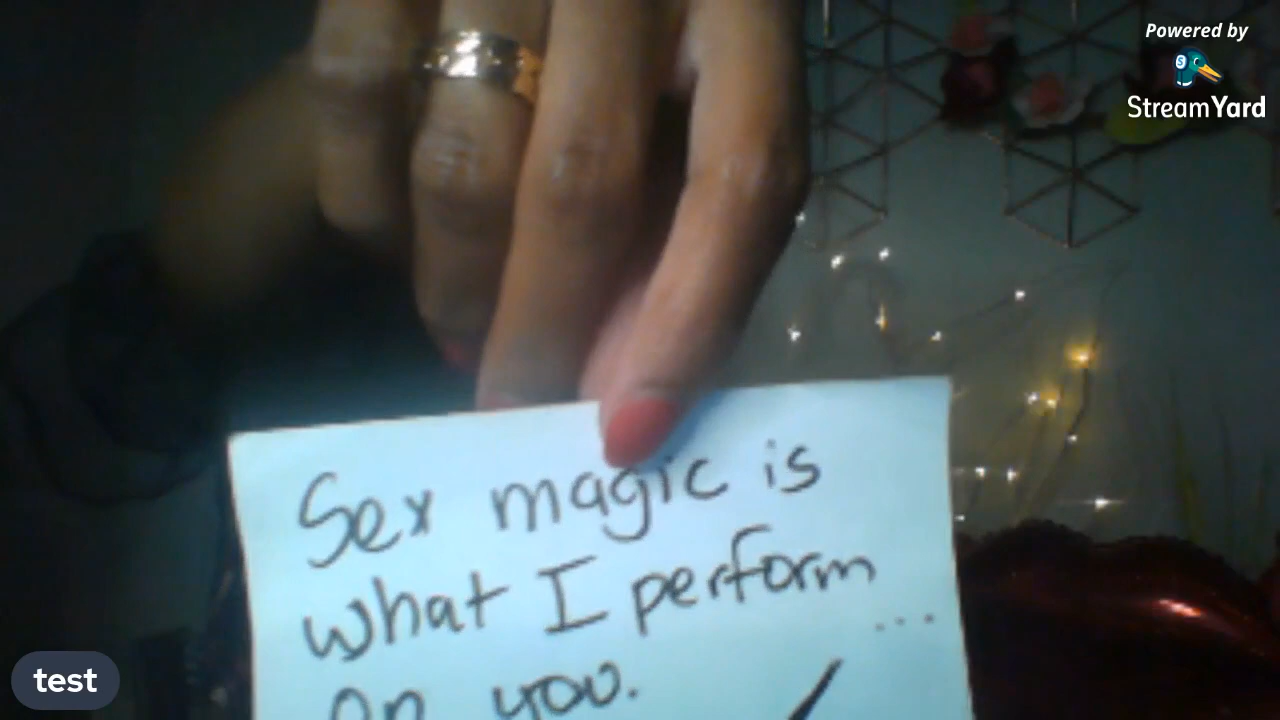 Powered by
StreamYard
Sex magic is
what I perform
...
on you.
test